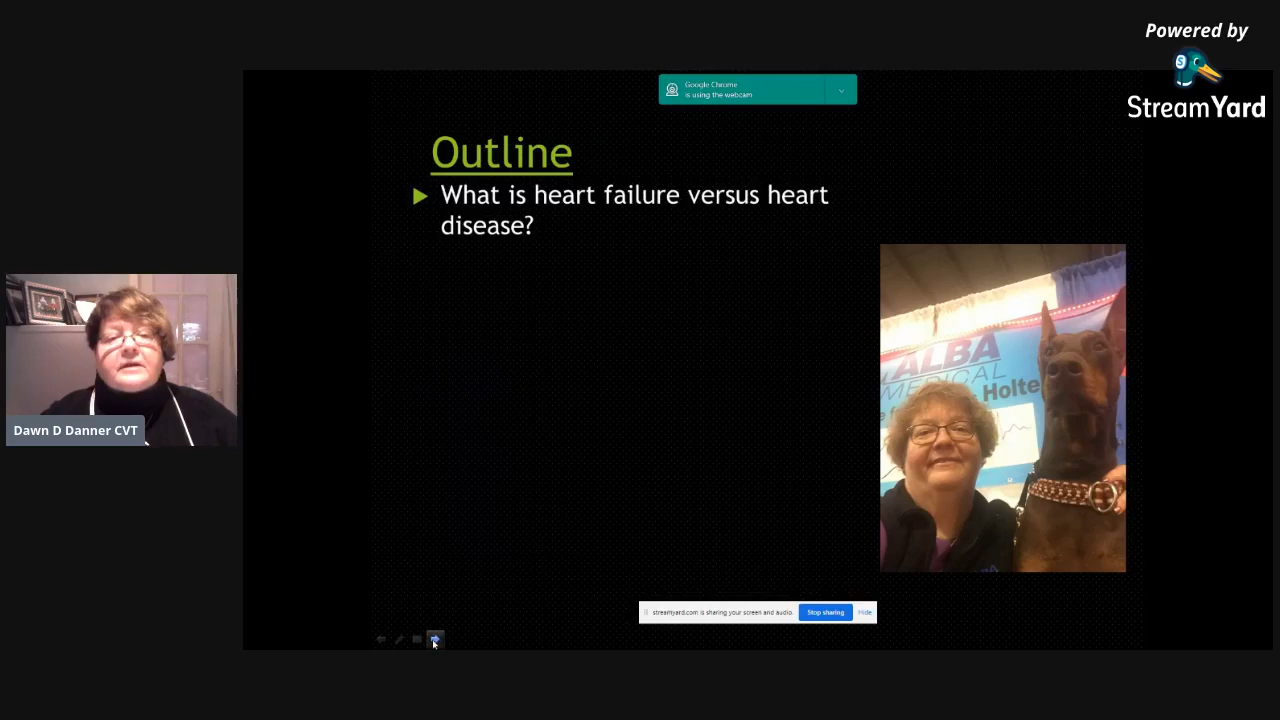 Powered by
StreamYard
Google Chrome
is using the webcam
Outline
What is heart failure versus heart
disease?
ALBA
MEDICAL
Holte
Dawn D Danner CVT
streamyard.com is sharing your screen and audio.
Stop sharing
Hide